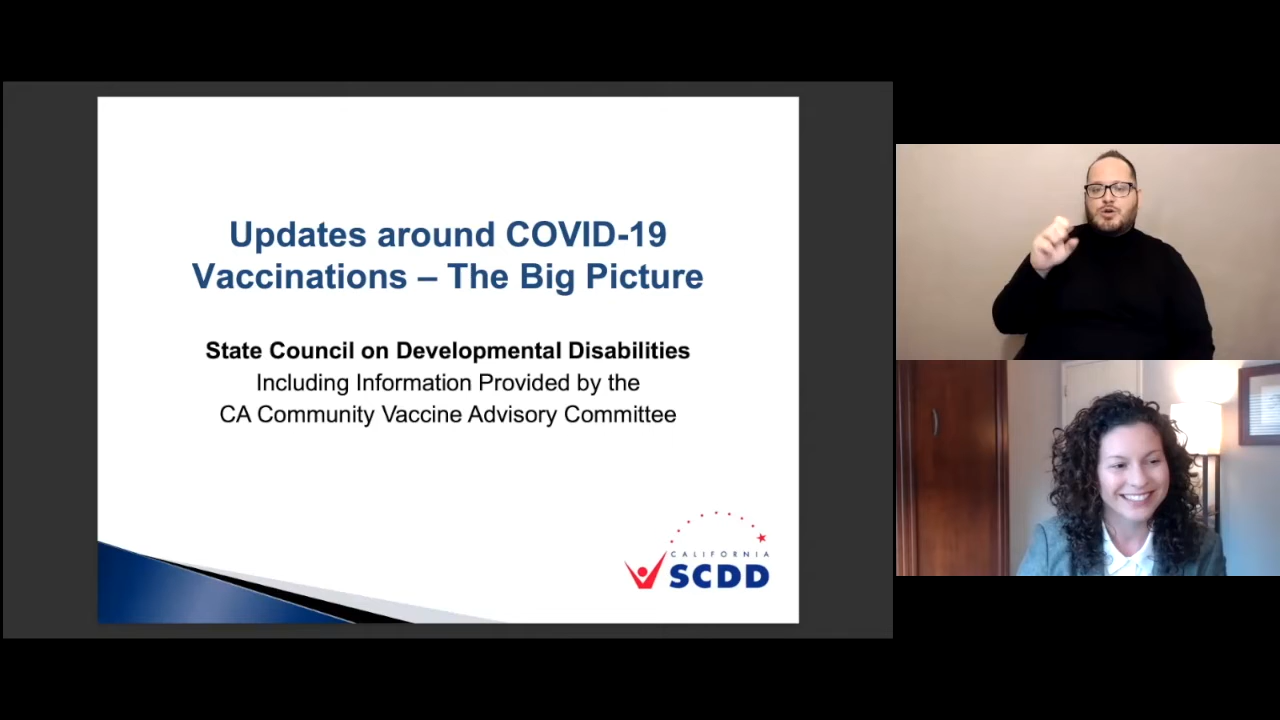 Updates around COVID-19
Vaccinations – The Big Picture
State Council on Developmental Disabilities
Including Information Provided by the
CA Community Vaccine Advisory Committee
CALIFORNIA
SCDD